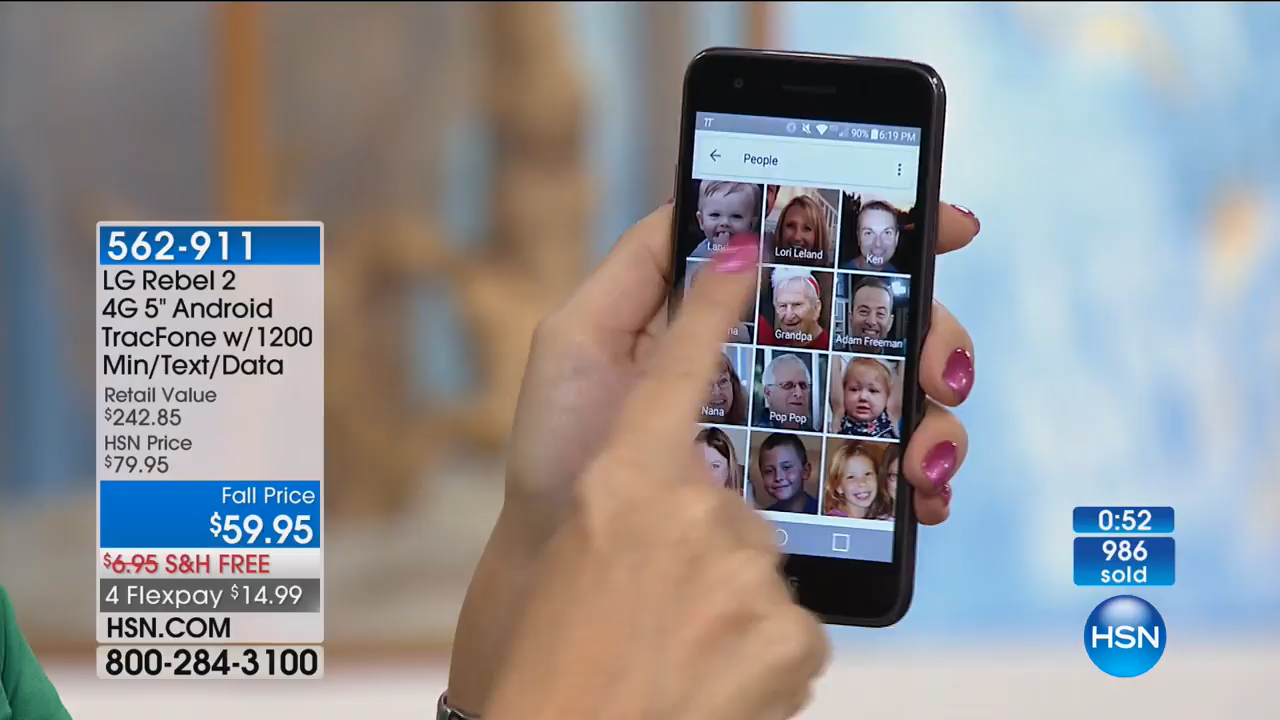 562-911
LG Rebel 2
4G 5" Android
TracFone w/1200
Min/Text/Data
Retail Value
$242.85
HSN Price
$79.95
Fall Price
$59.95
$6.95 S&H FREE
4 Flexpay $14.99
HSN.COM
800-284-3100
90% 6:19 PM
People
Lori Leland
Ken
Grandpa
Adam Freeman
Nana
Pop Pop
0:52
986
sold
HSN